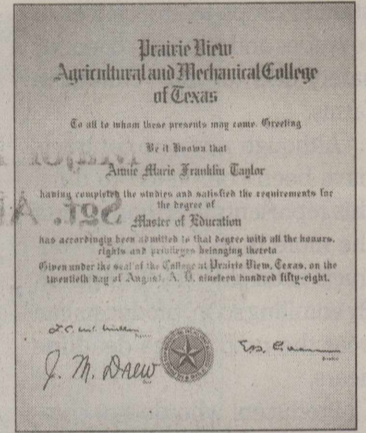 Prairie View
Agricultural and Mechanical College
of Texas
To all to whom these presents may come, Greeting
Be it Known that
Annie Marie Franklin Taylor
having completed the studies and satisfied the requirements for
the degree of
Master of Education
has accordingly been admitted to that degree with all the honors,
rights and privileges belonging thereto.
Given under the seal of the College at Prairie View, Texas, on the
twentieth day of August, A. D. nineteen hundred fifty-eight.
J. M. Drew